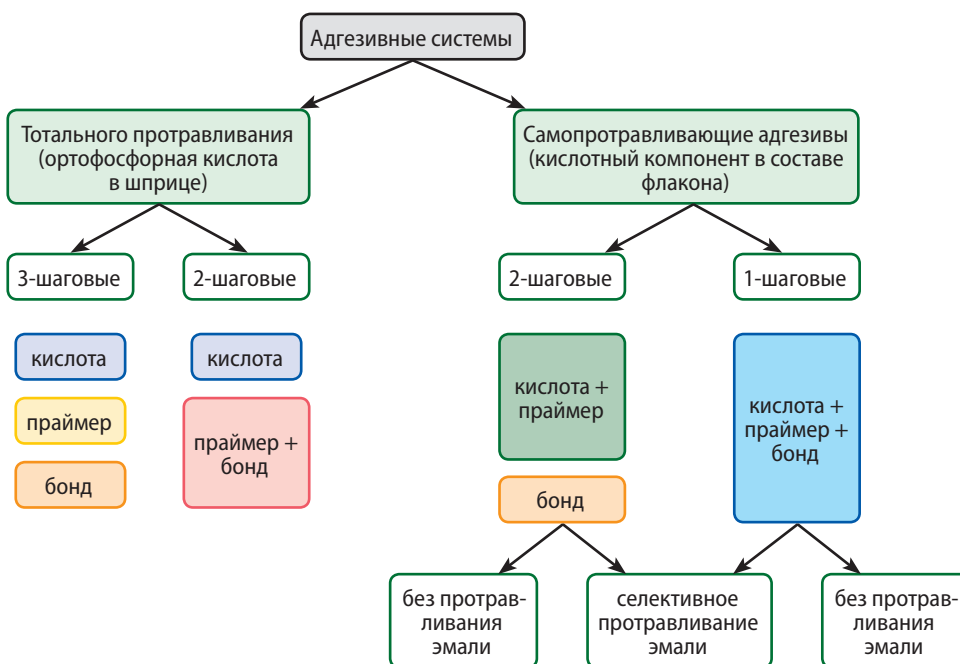 Адгезивные системы
Тотального протравливания
(ортофосфорная кислота
в шприце)
Самопротравливающие адгезивы
(кислотный компонент в составе
флакона)
3-шаговые
2-шаговые
2-шаговые
1-шаговые
кислота
праймер
бонд
кислота
праймер +
бонд
кислота +
праймер
бонд
кислота +
праймер +
бонд
без протрав-
ливания
эмали
селективное
протравливание
эмали
без протрав-
ливания
эмали